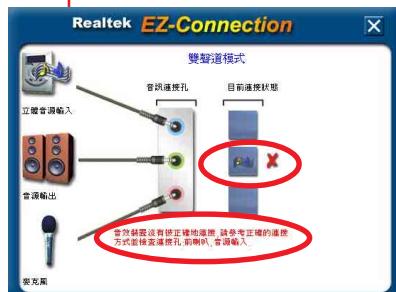 Realtek EZ-Connection
雙聲道模式
音訊連接孔
目前連接狀態
立體音源輸入
音源輸出
音效裝置沒有被正確地連接, 請參考正確的連接
方式並檢查連接孔:前喇叭, 音源輸入
麥克風